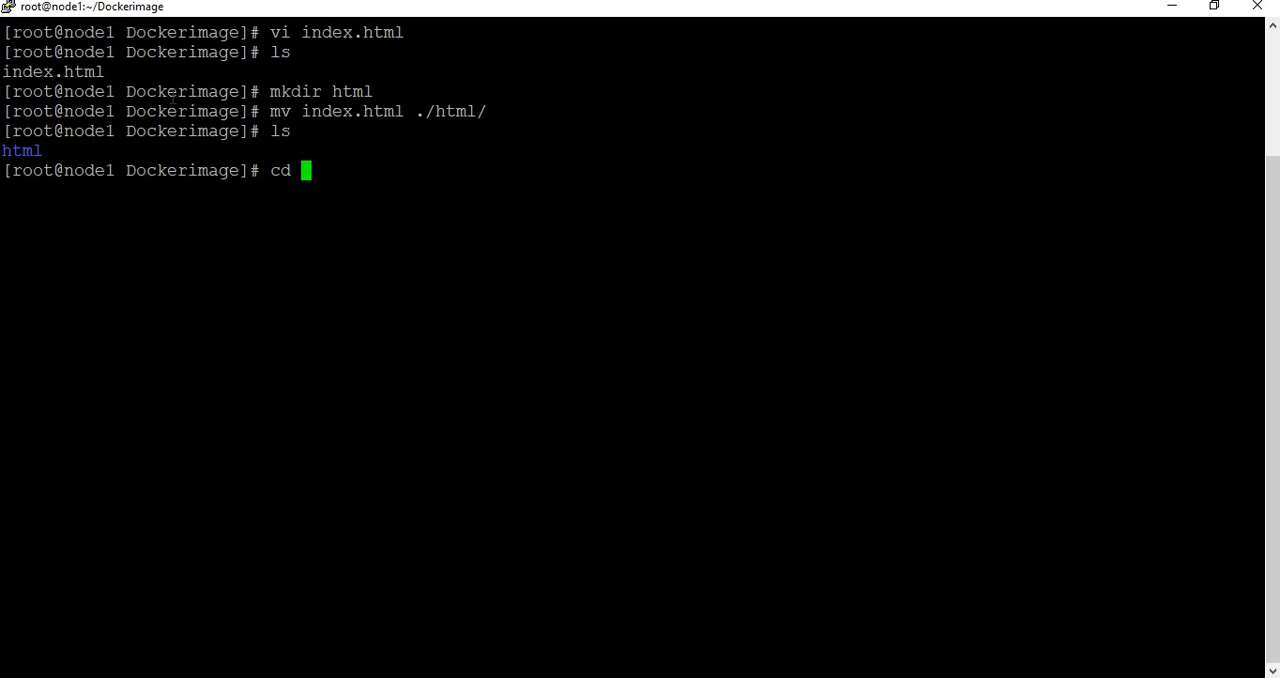 root@node1:~/Dockerimage
[root@node1 Dockerimage]# vi index.html
[root@node1 Dockerimage]# ls
index.html
[root@node1 Dockerimage]# mkdir html
[root@node1 Dockerimage]# mv index.html ./html/
[root@node1 Dockerimage]# ls
html
[root@node1 Dockerimage]# cd